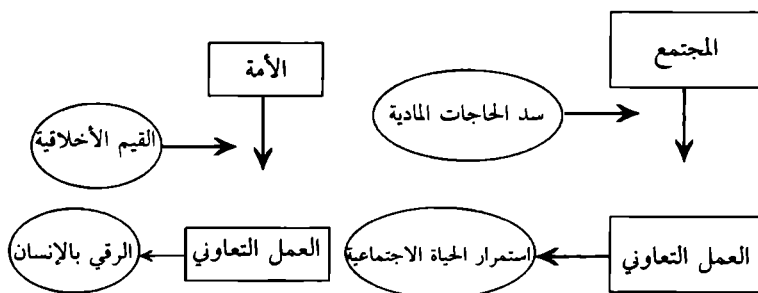 المجتمع
سد الحاجات المادية
العمل التعاوني
استمرار الحياة الاجتماعية
الأمة
القيم الأخلاقية
العمل التعاوني
الرقي بالإنسان